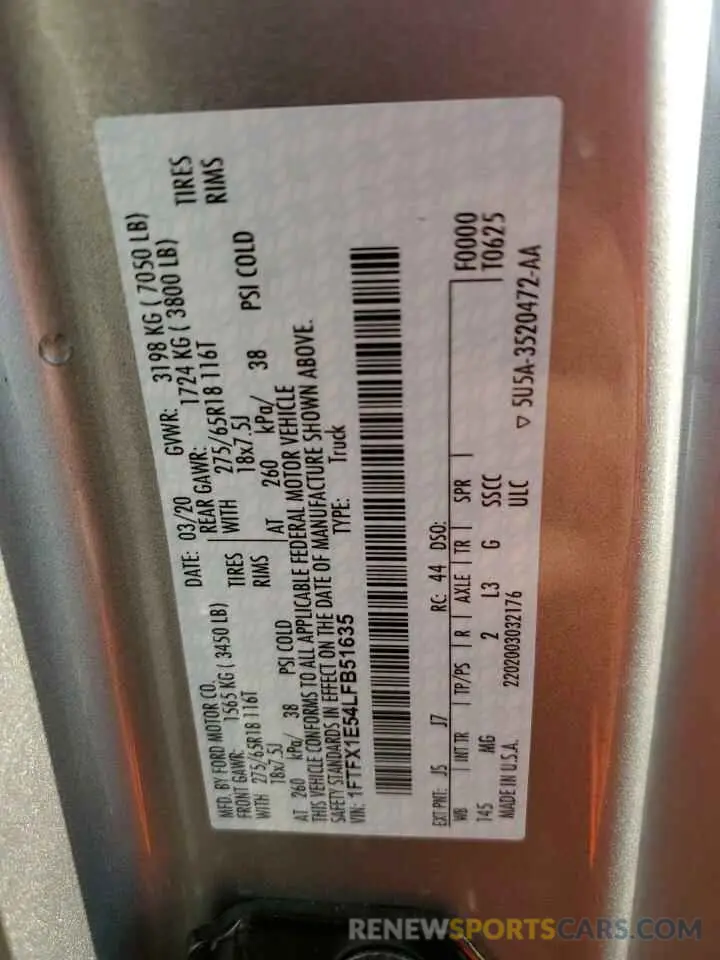 MFD. BY FORD MOTOR CO.
DATE: 03/20 GVWR: 3198 KG ( 7050 LB)
FRONT GAWR: 1565 KG ( 3450 LB)
REAR GAWR: 1724 KG ( 3800 LB)
WITH 275/65R18 116T TIRES
WITH 275/65R18 116T TIRES
18x7.5J RIMS
18x7.5J RIMS
AT 260 kPa/ 38 PSI COLD
AT 260 kPa/ 38 PSI COLD
THIS VEHICLE CONFORMS TO ALL APPLICABLE FEDERAL MOTOR VEHICLE
SAFETY STANDARDS IN EFFECT ON THE DATE OF MANUFACTURE SHOWN ABOVE.
VIN: 1FTFX1E54LFB51635 TYPE: Truck
F0000
EXT PNT: J5 J7 RC: 44 DSO: T0625
WB INT TR TP/PS R AXLE TR SPR
145 MG 2 L3 G SSCC
MADE IN U.S.A. 2202003032176 ULC
▽ 5U5A-3520472-AA
RENEWSPORTSCARS.COM